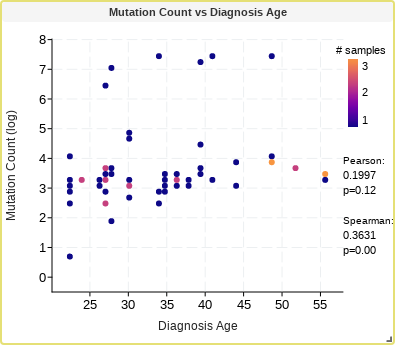 Mutation Count vs Diagnosis Age
8
7
6
5
4
3
2
1
0
Mutation Count (log)
25 30 35 40 45 50 55
Diagnosis Age
# samples
3
2
1
Pearson:
0.1997
p=0.12
Spearman:
0.3631
p=0.00